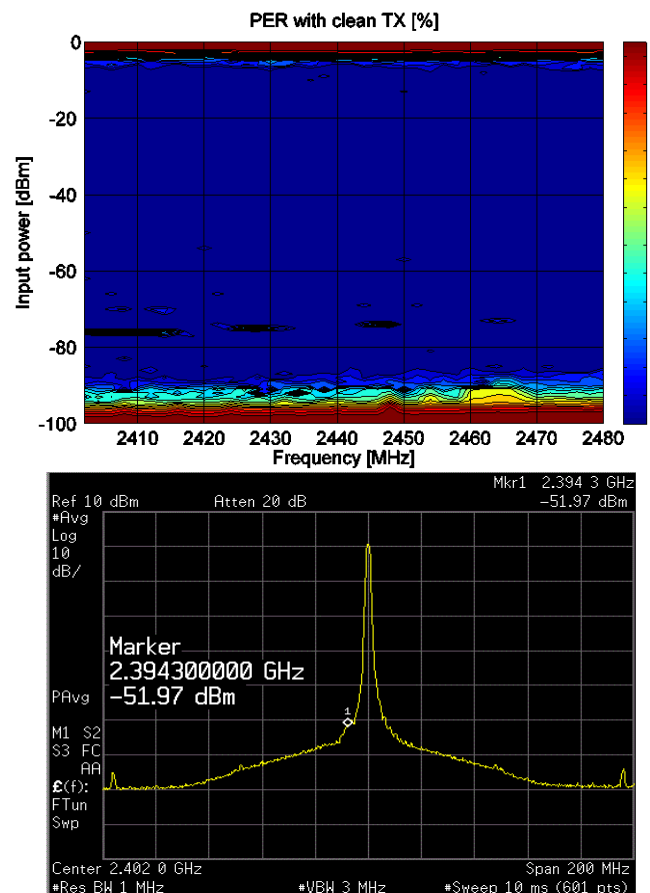 PER with clean TX [%]
0
-20
-40
-60
-80
-100
Input power [dBm]
2410 2420 2430 2440 2450 2460 2470 2480
Frequency [MHz]
Mkr1 2.394 3 GHz
Ref 10 dBm Atten 20 dB -51.97 dBm
#Avg
Log
10
dB/
1
Marker
2.394300000 GHz
-51.97 dBm
PAvg
M1 S2
S3 FC
AA
£(f):
FTun
Swp
Center 2.402 0 GHz Span 200 MHz
#Res BW 1 MHz #VBW 3 MHz #Sweep 10 ms (601 pts)